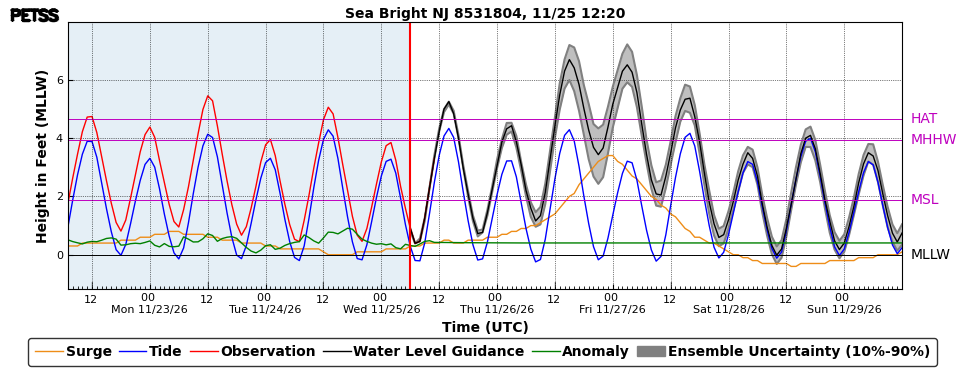 PETSS
Sea Bright NJ 8531804, 11/25 12:20
Height in Feet (MLLW)
6
4
2
0
HAT
MHHW
MSL
MLLW
12 00 12 00 12 00 12 00 12 00 12 00 12 00
Mon 11/23/26 Tue 11/24/26 Wed 11/25/26 Thu 11/26/26 Fri 11/27/26 Sat 11/28/26 Sun 11/29/26
Time (UTC)
Surge Tide Observation Water Level Guidance Anomaly Ensemble Uncertainty (10%-90%)